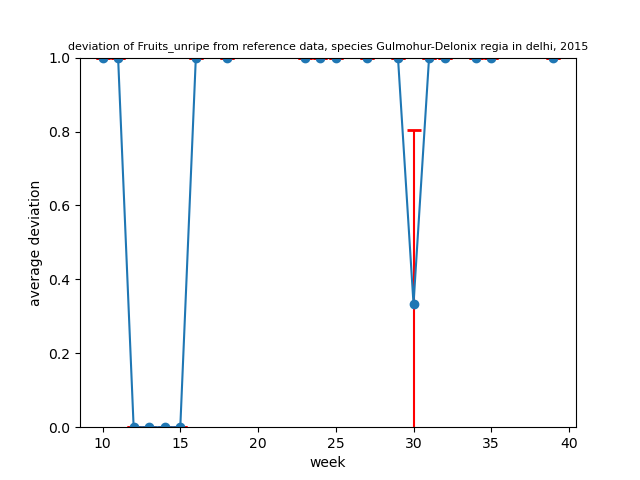 deviation of Fruits_unripe from reference data, species Gulmohur-Delonix regia in delhi, 2015
1.0
0.8
0.6
0.4
0.2
0.0
average deviation
10 15 20 25 30 35 40
week